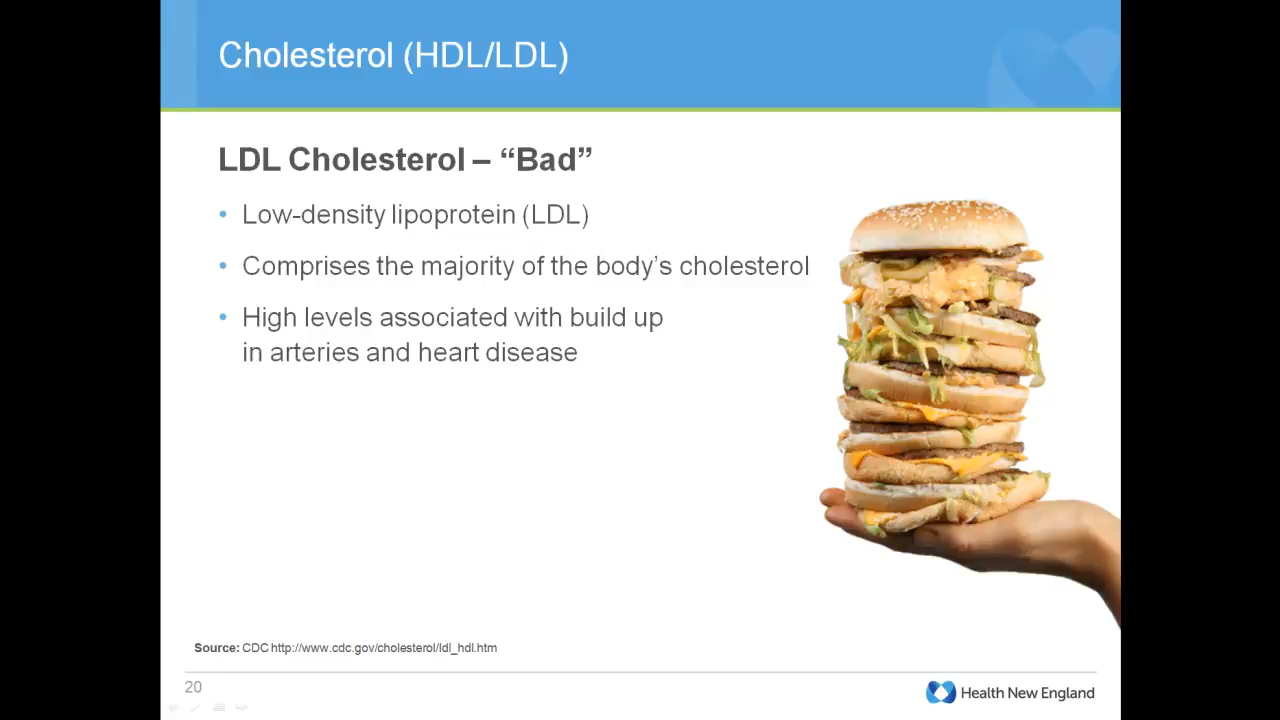 Cholesterol (HDL/LDL)
LDL Cholesterol – “Bad”
• Low-density lipoprotein (LDL)
• Comprises the majority of the body’s cholesterol
• High levels associated with build up
in arteries and heart disease
Source: CDC http://www.cdc.gov/cholesterol/ldl_hdl.htm
20
Health New England